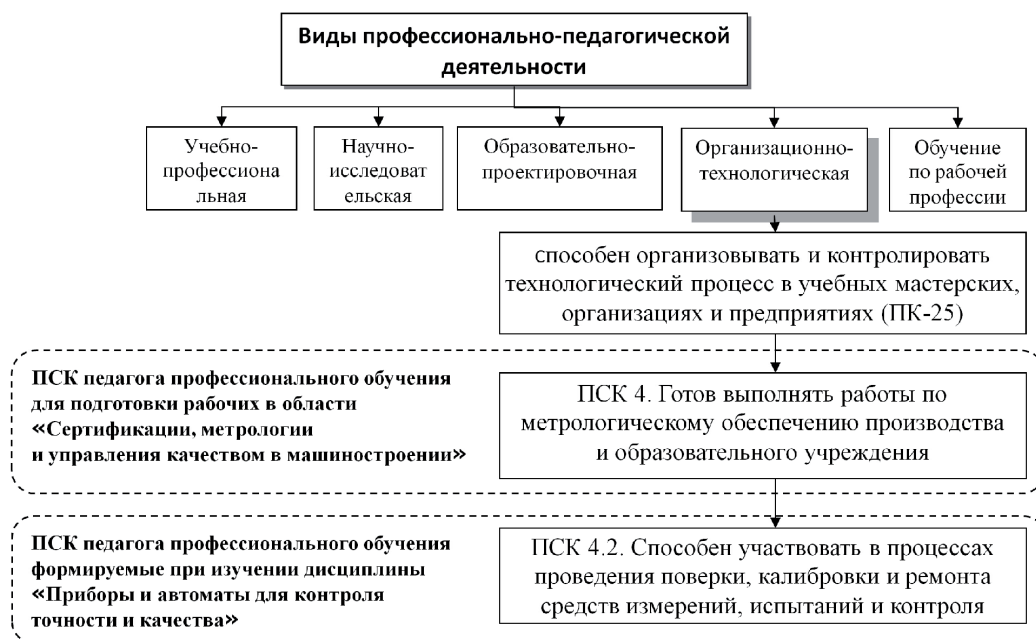 Виды профессионально-педагогической
деятельности
Учебно-
профессиона
льная
Научно-
исследоват
ельская
Образовательно-
проектировочная
Организационно-
технологическая
Обучение
по рабочей
профессии
способен организовывать и контролировать
технологический процесс в учебных мастерских,
организациях и предприятиях (ПК-25)
ПСК педагога профессионального обучения
для подготовки рабочих в области
«Сертификации, метрологии
и управления качеством в машиностроении»
ПСК 4. Готов выполнять работы по
метрологическому обеспечению производства
и образовательного учреждения
ПСК педагога профессионального обучения
формируемые при изучении дисциплины
«Приборы и автоматы для контроля
точности и качества»
ПСК 4.2. Способен участвовать в процессах
проведения поверки, калибровки и ремонта
средств измерений, испытаний и контроля